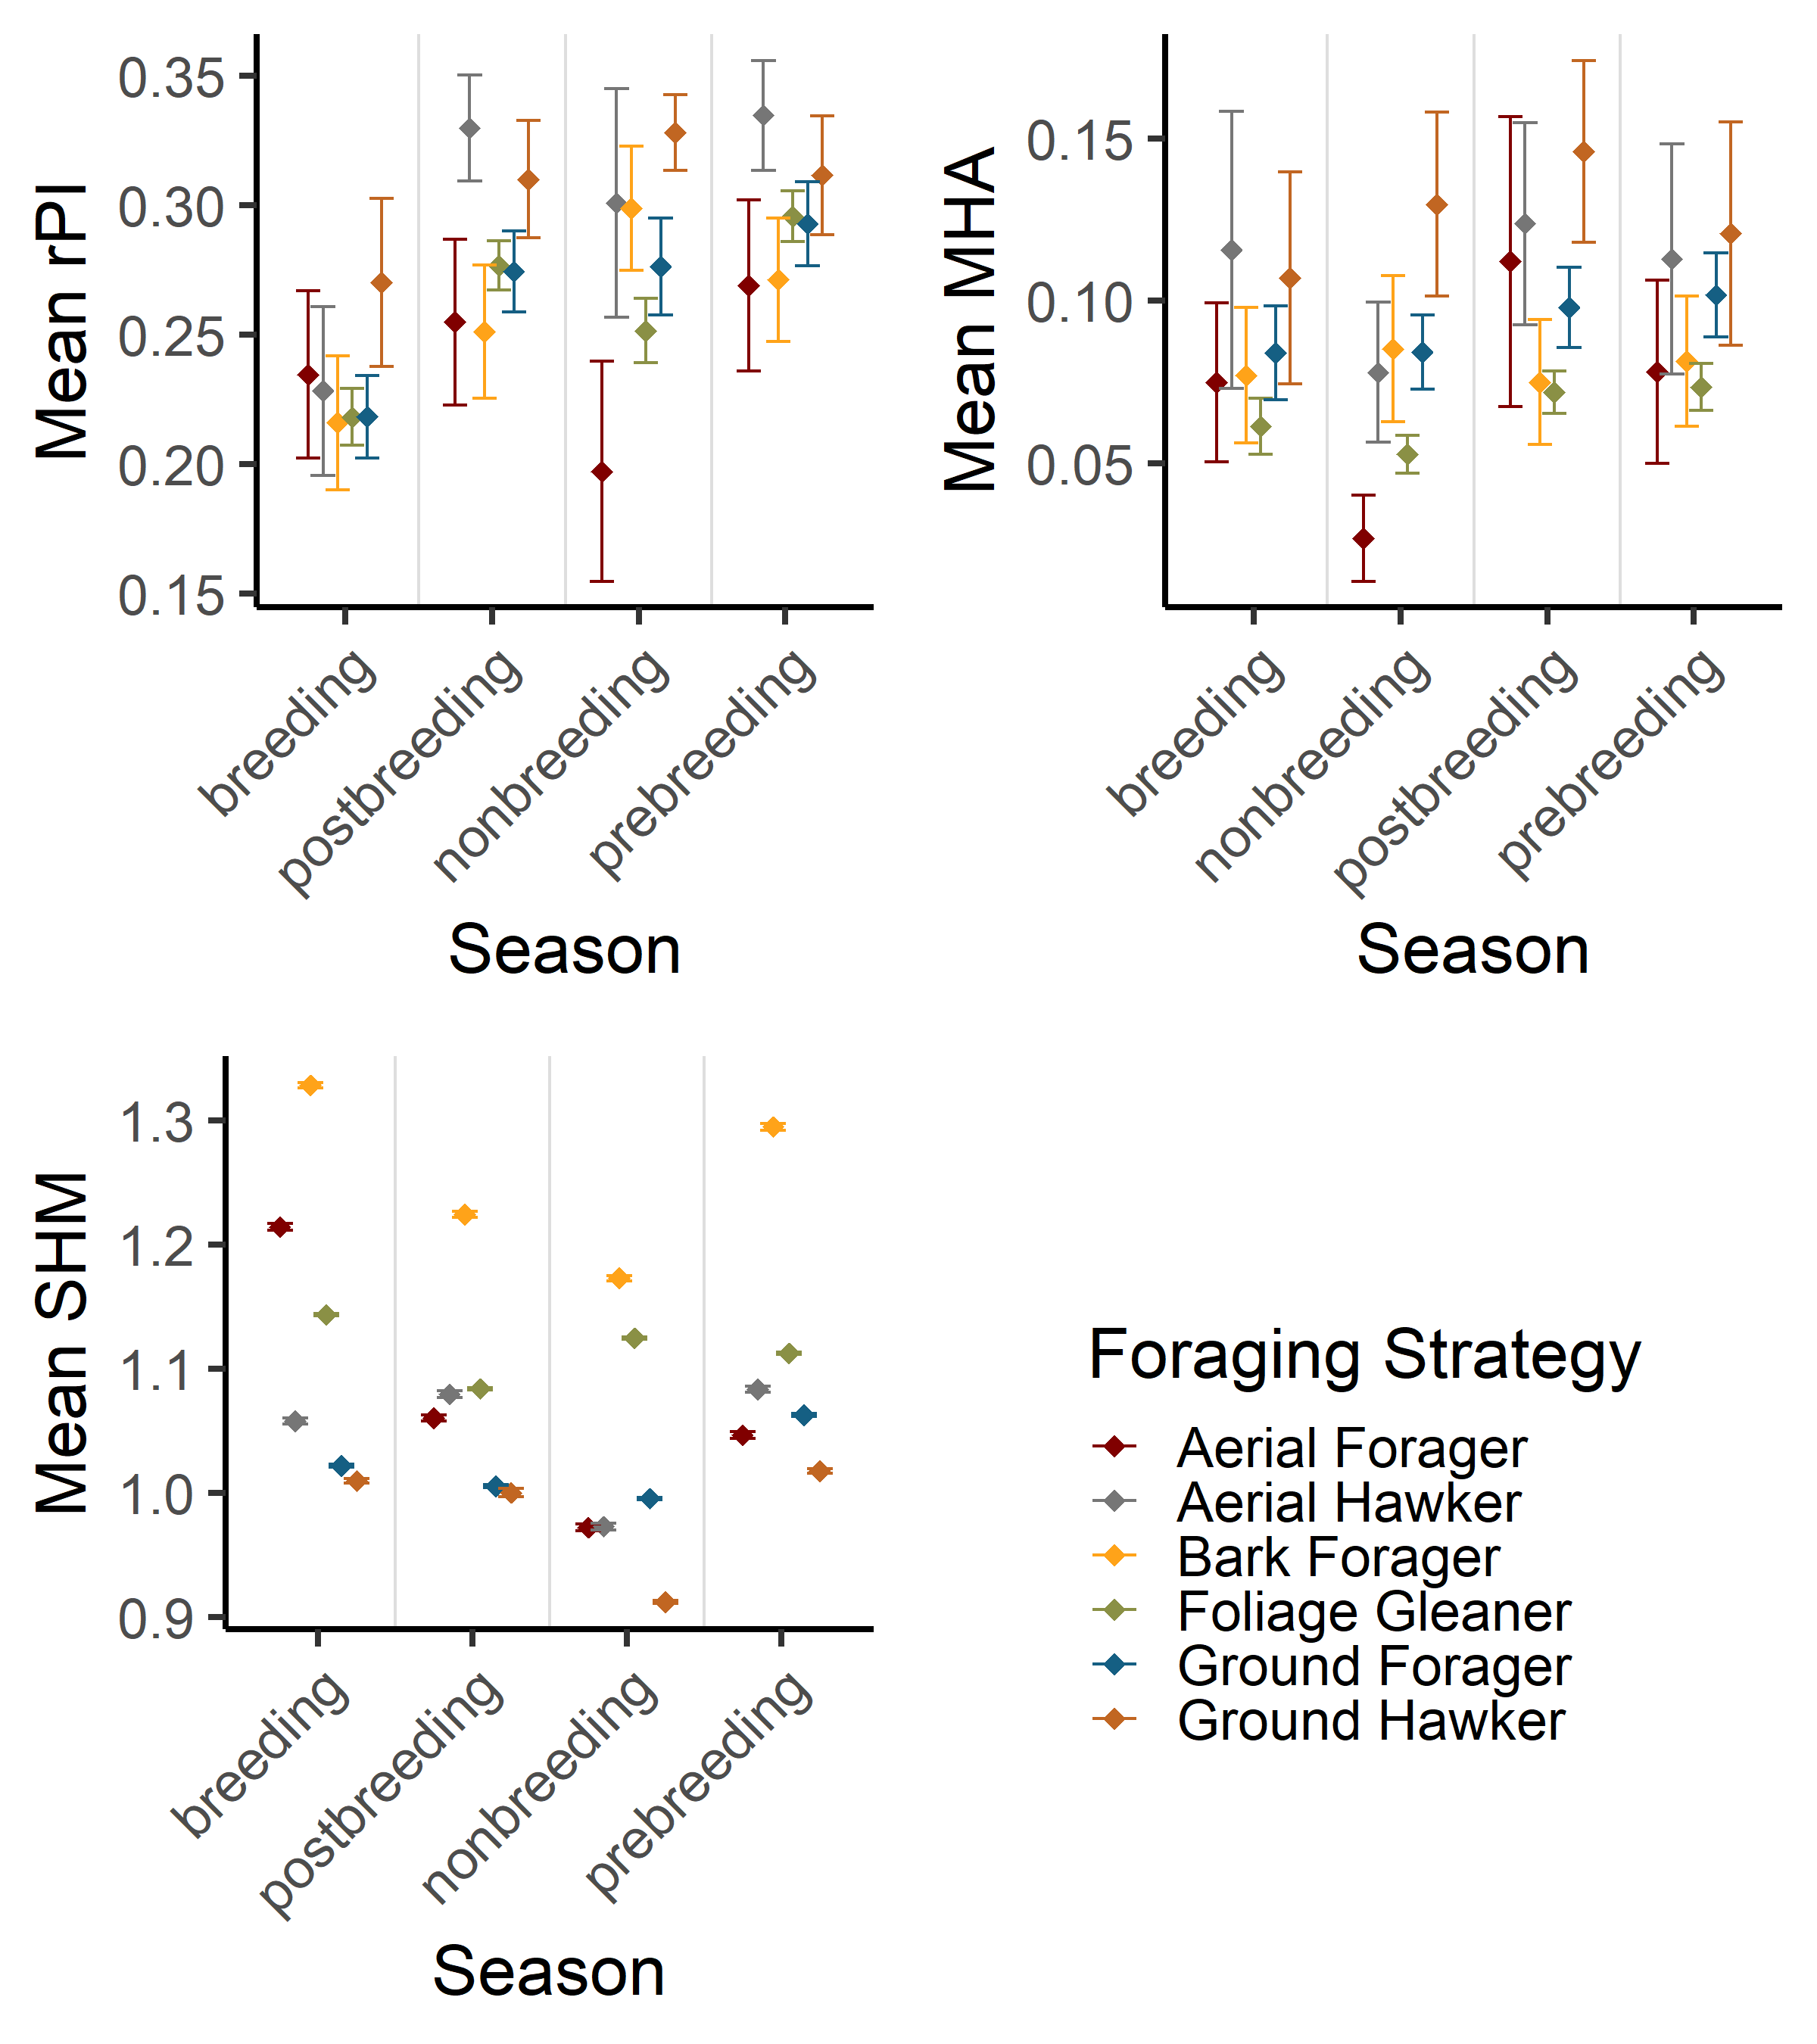 Mean rPI
0.35
0.30
0.25
0.20
0.15
breeding
postbreeding
nonbreeding
prebreeding
Season
Mean MHA
0.15
0.10
0.05
breeding
nonbreeding
postbreeding
prebreeding
Season
Mean SHM
1.3
1.2
1.1
1.0
0.9
breeding
postbreeding
nonbreeding
prebreeding
Season
Foraging Strategy
Aerial Forager
Aerial Hawker
Bark Forager
Foliage Gleaner
Ground Forager
Ground Hawker